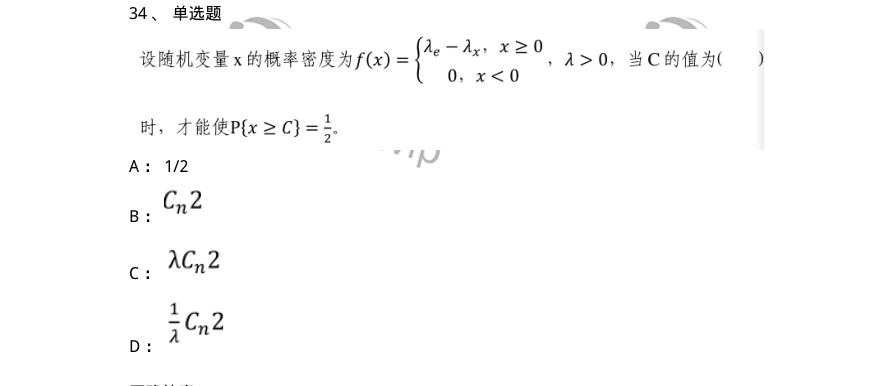 34 、 单选题
设随机变量 x 的概率密度为 f(x) = { λₑ − λₓ, x ≥ 0 ; 0, x < 0 , λ > 0, 当 C 的值为( )
时, 才能使P{x ≥ C} = 1/2。
A： 1/2
B： Cₙ2
C： λCₙ2
D： 1/λ Cₙ2